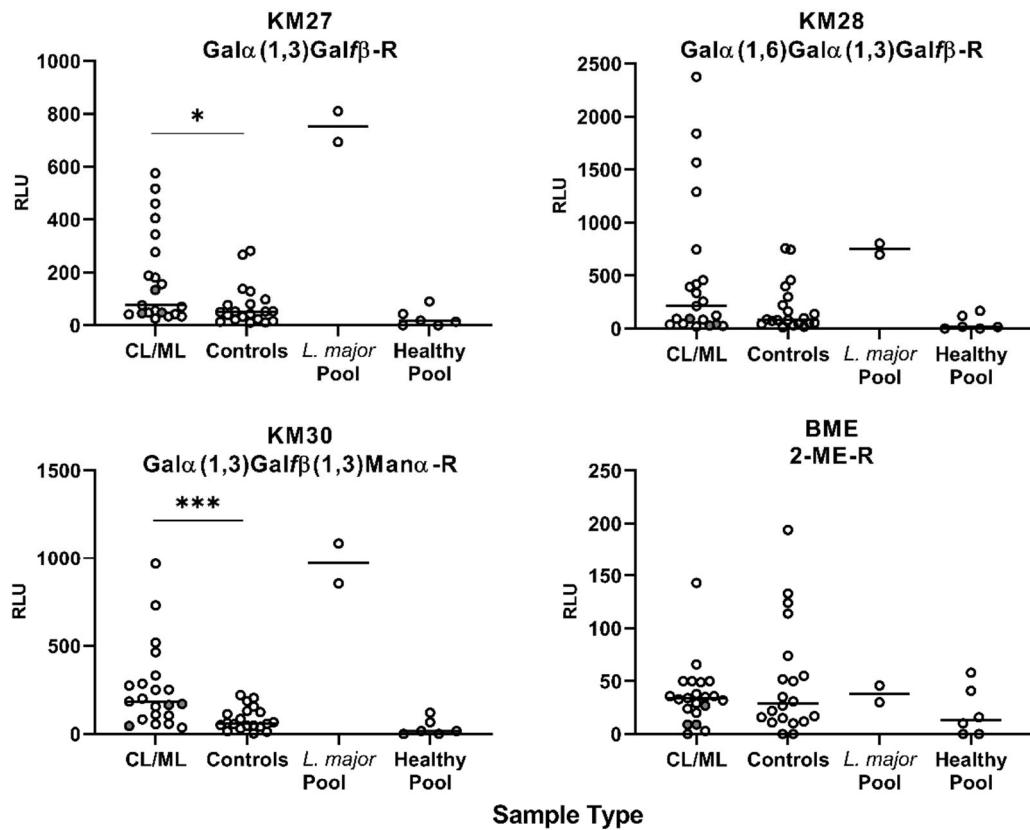 KM27
Galα(1,3)Galfβ-R
1000
800
600
400
200
0
RLU
*
CL/ML
Controls
L. major
Pool
Healthy
Pool
KM28
Galα(1,6)Galα(1,3)Galfβ-R
2500
2000
1500
1000
500
0
RLU
CL/ML
Controls
L. major
Pool
Healthy
Pool
KM30
Galα(1,3)Galfβ(1,3)Manα-R
1500
1000
500
0
RLU
***
CL/ML
Controls
L. major
Pool
Healthy
Pool
BME
2-ME-R
250
200
150
100
50
0
RLU
CL/ML
Controls
L. major
Pool
Healthy
Pool
Sample Type